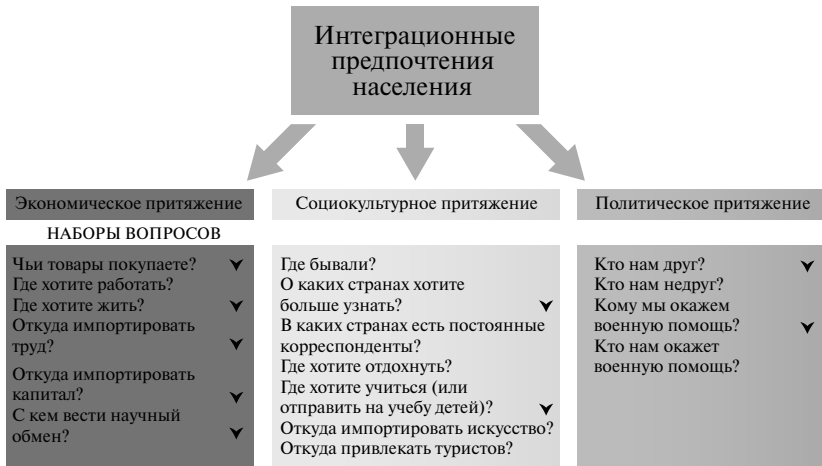 Интеграционные
предпочтения
населения
Экономическое притяжение
Социокультурное притяжение
Политическое притяжение
НАБОРЫ ВОПРОСОВ
Чьи товары покупаете?
Где хотите работать?
Где хотите жить?
Откуда импортировать
труд?
Откуда импортировать
капитал?
С кем вести научный
обмен?
Где бывали?
О каких странах хотите
больше узнать?
В каких странах есть постоянные
корреспонденты?
Где хотите отдохнуть?
Где хотите учиться (или
отправить на учебу детей)?
Откуда импортировать искусство?
Откуда привлекать туристов?
Кто нам друг?
Кто нам недруг?
Кому мы окажем
военную помощь?
Кто нам окажет
военную помощь?